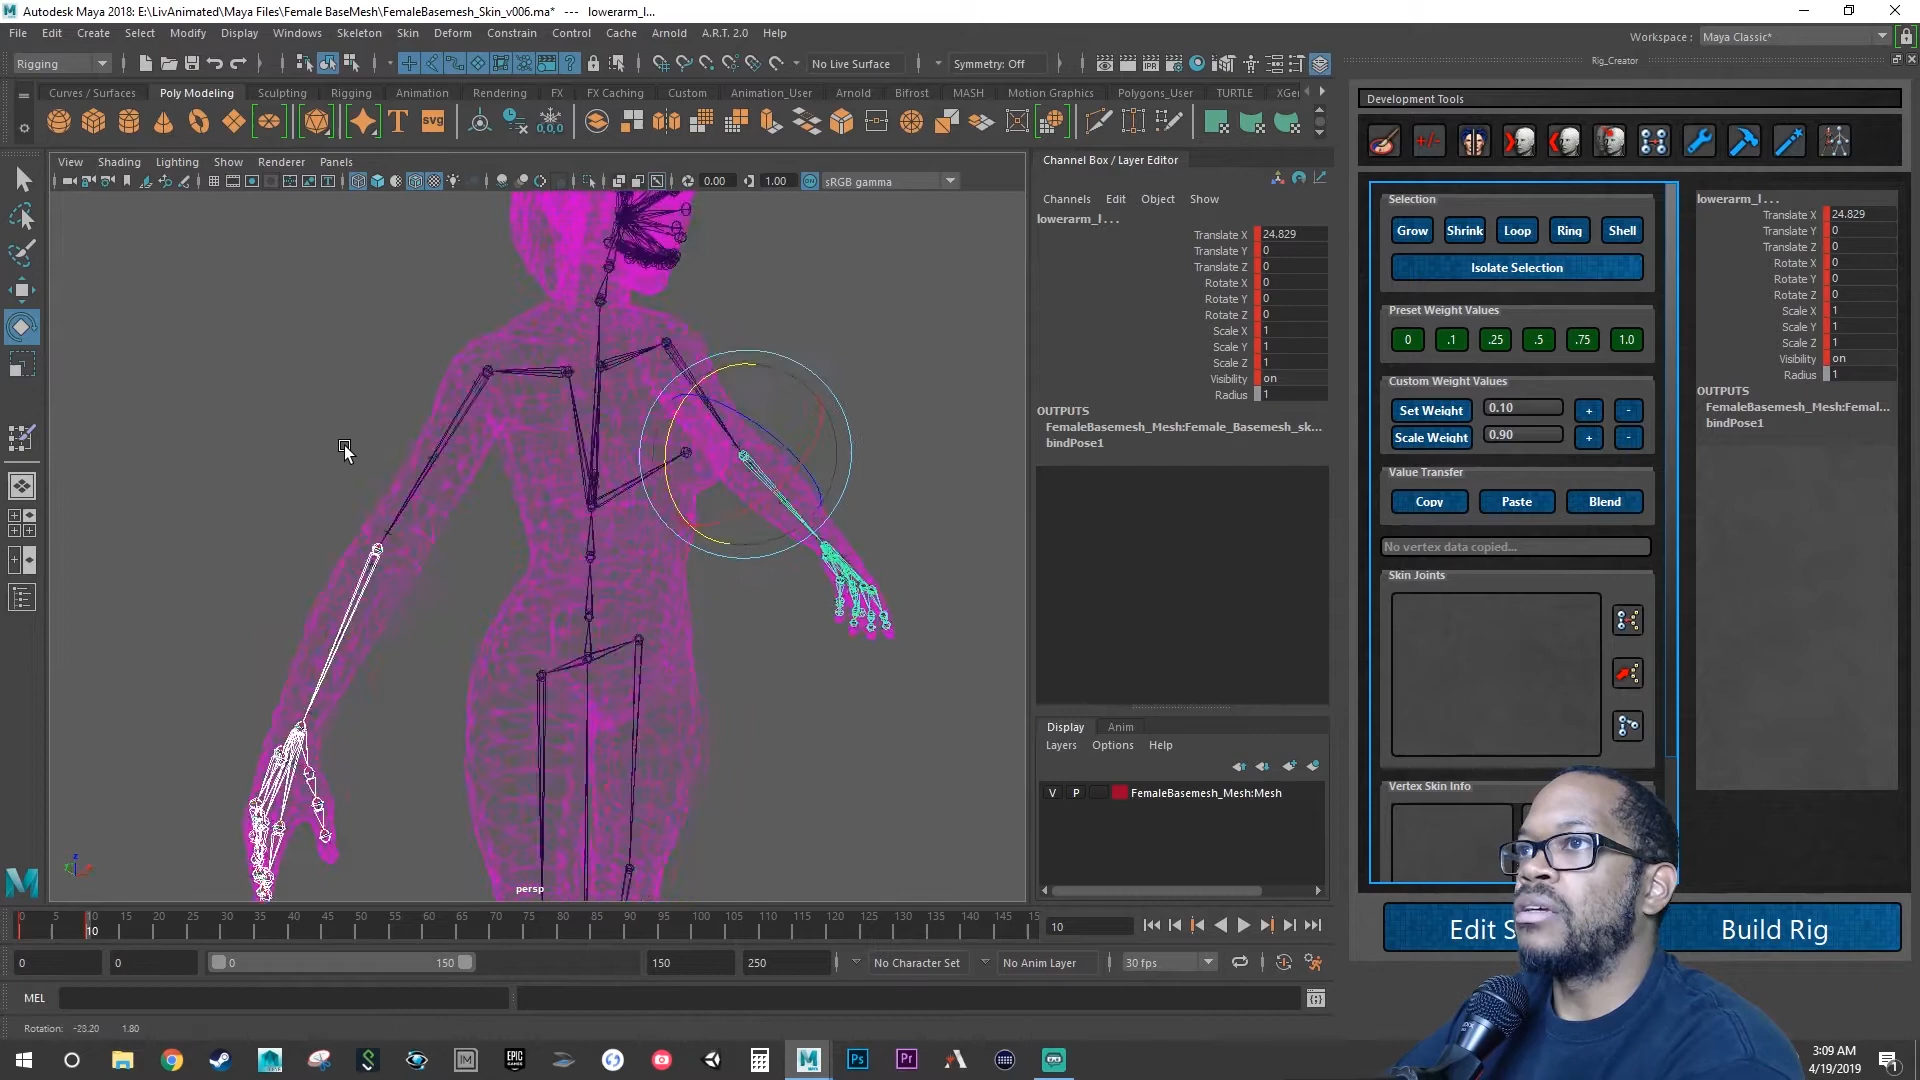 Autodesk Maya 2018: E:\LivAnimated\Maya Files\Female BaseMesh\FemaleBasemesh_Skin_v006.ma* --- lowerarm_l...
File Edit Create Select Modify Display Windows Skeleton Skin Deform Constrain Control Cache Arnold A.R.T. 2.0 Help
Workspace : Maya Classic*
Rigging No Live Surface Symmetry: Off
Rig_Creator
Curves / Surfaces Poly Modeling Sculpting Rigging Animation Rendering FX FX Caching Custom Animation_User Arnold Bifrost MASH Motion Graphics Polygons_User TURTLE XGer
svg 0,0,0
Development Tools
+/-
View Shading Lighting Show Renderer Panels
0.00 1.00 ON sRGB gamma
Channel Box / Layer Editor
Channels Edit Object Show
lowerarm_l . . .
Translate X 24.829
Translate Y 0
Translate Z 0
Rotate X 0
Rotate Y 0
Rotate Z 0
Scale X 1
Scale Y 1
Scale Z 1
Visibility on
Radius 1
OUTPUTS
FemaleBasemesh_Mesh:Female_Basemesh_sk...
bindPose1
Display Anim
Layers Options Help
V P FemaleBasemesh_Mesh:Mesh
Selection
Grow Shrink Loop Ring Shell
Isolate Selection
Preset Weight Values
0 .1 .25 .5 .75 1.0
Custom Weight Values
Set Weight 0.10 + -
Scale Weight 0.90 + -
Value Transfer
Copy Paste Blend
No vertex data copied...
Skin Joints
Vertex Skin Info
lowerarm_l . . .
Translate X 24.829
Translate Y 0
Translate Z 0
Rotate X 0
Rotate Y 0
Rotate Z 0
Scale X 1
Scale Y 1
Scale Z 1
Visibility on
Radius 1
OUTPUTS
FemaleBasemesh_Mesh:Femal...
bindPose1
Edit S
Build Rig
persp
0 5 10 15 20 25 30 35 40 45 50 55 60 65 70 75 80 85 90 95 100 105 110 115 120 125 130 135 140 145 15
10
10
0 0 0 150 150 250 No Character Set No Anim Layer 30 fps
MEL
Rotation: -23.20 1.80
EPIC GAMES
Ps
Pr
3:09 AM
4/19/2019